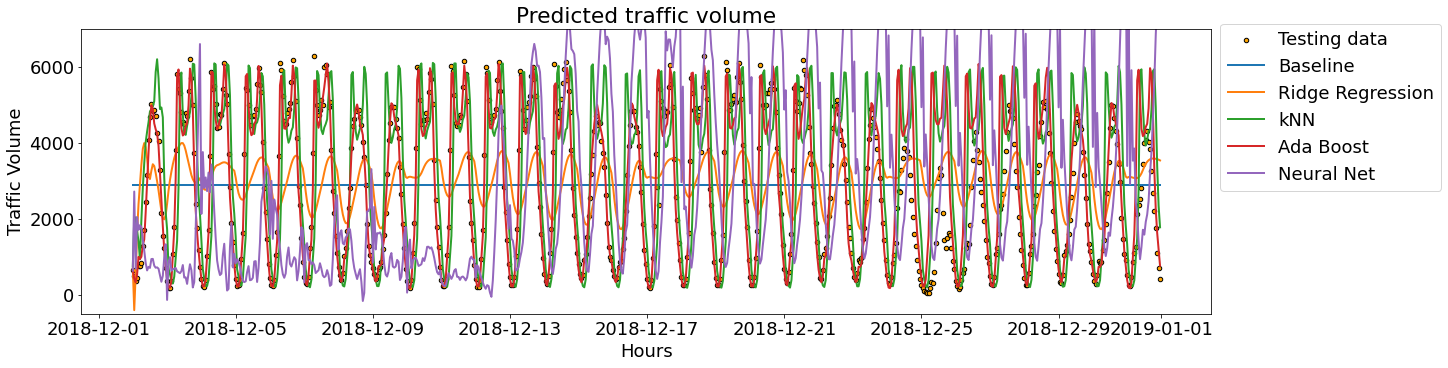 Predicted traffic volume
Traffic Volume
6000
4000
2000
0
2018-12-01 2018-12-05 2018-12-09 2018-12-13 2018-12-17 2018-12-21 2018-12-25 2018-12-29 2019-01-01
Hours
Testing data
Baseline
Ridge Regression
kNN
Ada Boost
Neural Net